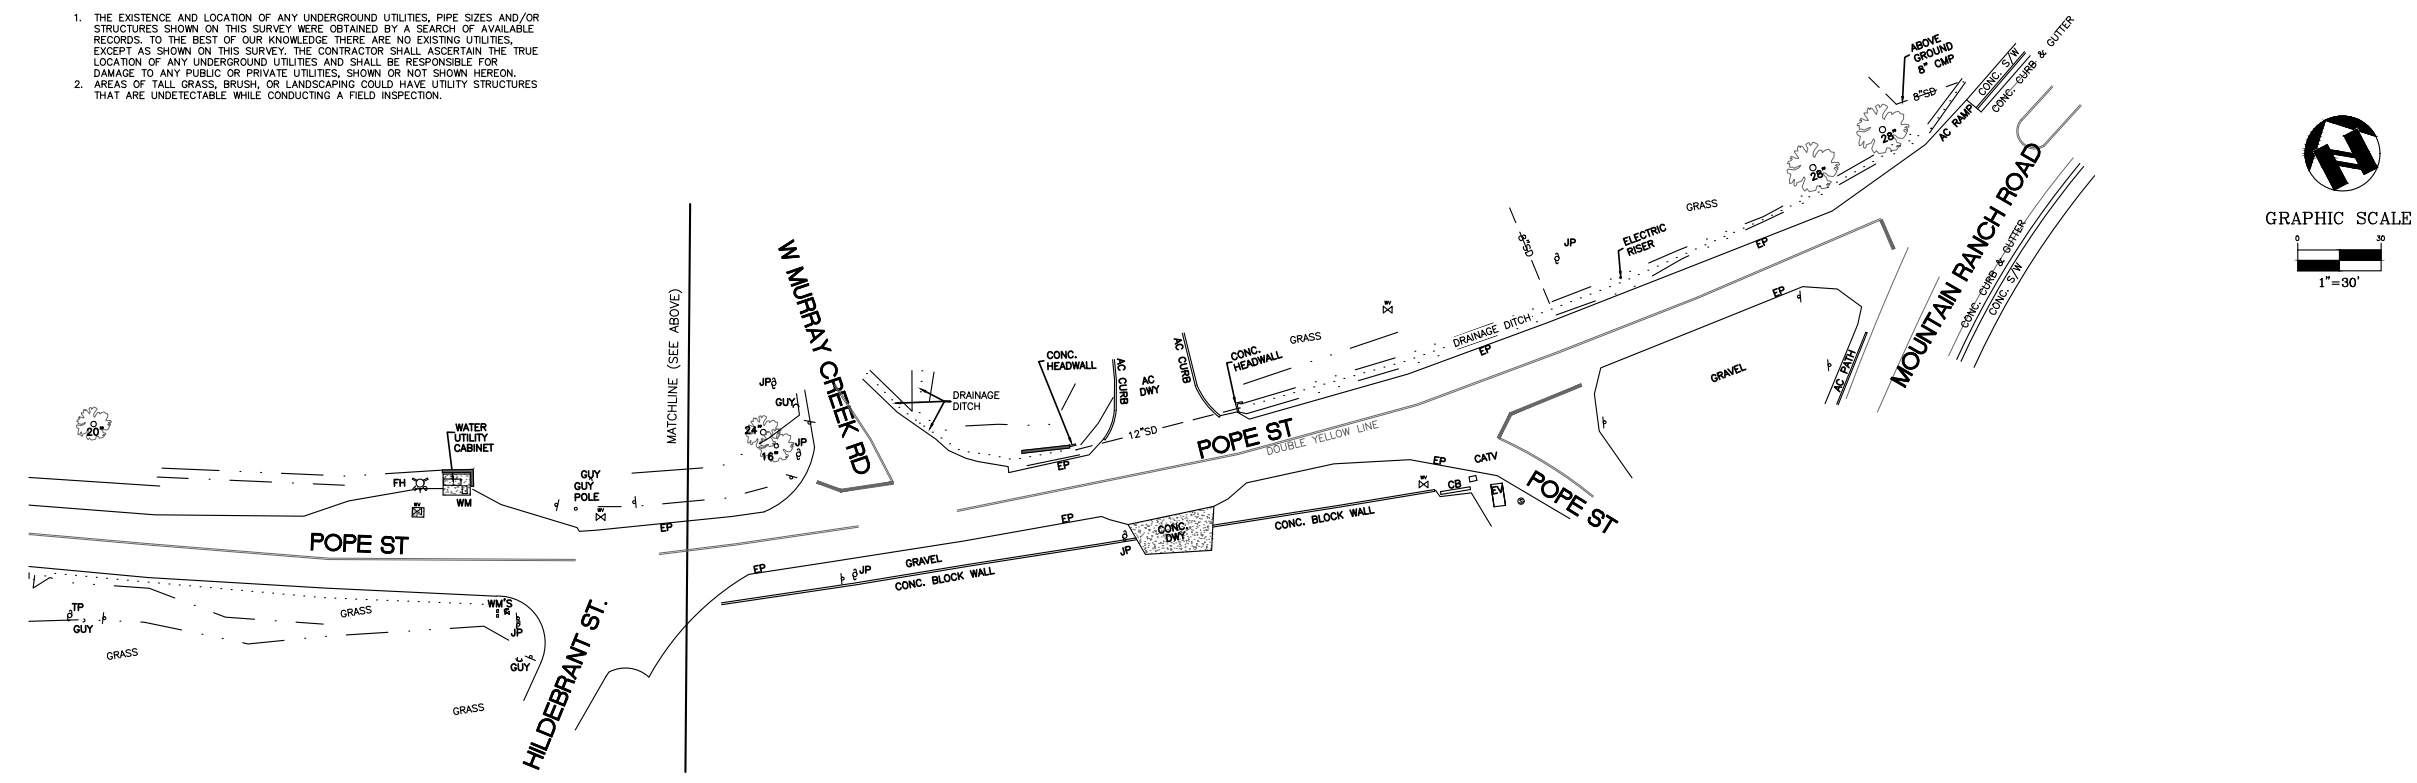 1. THE EXISTENCE AND LOCATION OF ANY UNDERGROUND UTILITIES, PIPE SIZES AND/OR
STRUCTURES SHOWN ON THIS SURVEY WERE OBTAINED BY A SEARCH OF AVAILABLE
RECORDS. TO THE BEST OF OUR KNOWLEDGE THERE ARE NO EXISTING UTILITIES,
EXCEPT AS SHOWN ON THIS SURVEY. THE CONTRACTOR SHALL ASCERTAIN THE TRUE
LOCATION OF ANY UNDERGROUND UTILITIES AND SHALL BE RESPONSIBLE FOR
DAMAGE TO ANY PUBLIC OR PRIVATE UTILITIES, SHOWN OR NOT SHOWN HEREON.
2. AREAS OF TALL GRASS, BRUSH, OR LANDSCAPING COULD HAVE UTILITY STRUCTURES
THAT ARE UNDETECTABLE WHILE CONDUCTING A FIELD INSPECTION.
20"
WATER
UTILITY
CABINET
FH
WM
WV
POPE ST
TP
GUY
GRASS
GRASS
GRASS
WM'S
JP
GUY
HILDEBRANT ST.
GUY
GUY
POLE
WV
EP
MATCHLINE (SEE ABOVE)
JP
GUY
24"
16"
JP
W MURRAY CREEK RD
DRAINAGE
DITCH
CONC.
HEADWALL
EP
AC CURB
AC
DWY
AC CURB
12"SD
CONC.
HEADWALL
GRASS
WV
POPE ST
DOUBLE YELLOW LINE
EP
JP
GRAVEL
CONC. BLOCK WALL
EP
JP
CONC.
DWY
CONC. BLOCK WALL
WV
EP
CB
CATV
EV
S
POPE ST
DRAINAGE DITCH
EP
8"SD
JP
ELECTRIC
RISER
GRASS
EP
EP
GRAVEL
AC PATH
28"
28"
ABOVE
GROUND
8" CMP
8"SD
AC RAMP
CONC. S/W
CONC. CURB & GUTTER
MOUNTAIN RANCH ROAD
CONC. CURB & GUTTER
CONC. S/W
N
GRAPHIC SCALE
0 30
1"=30'